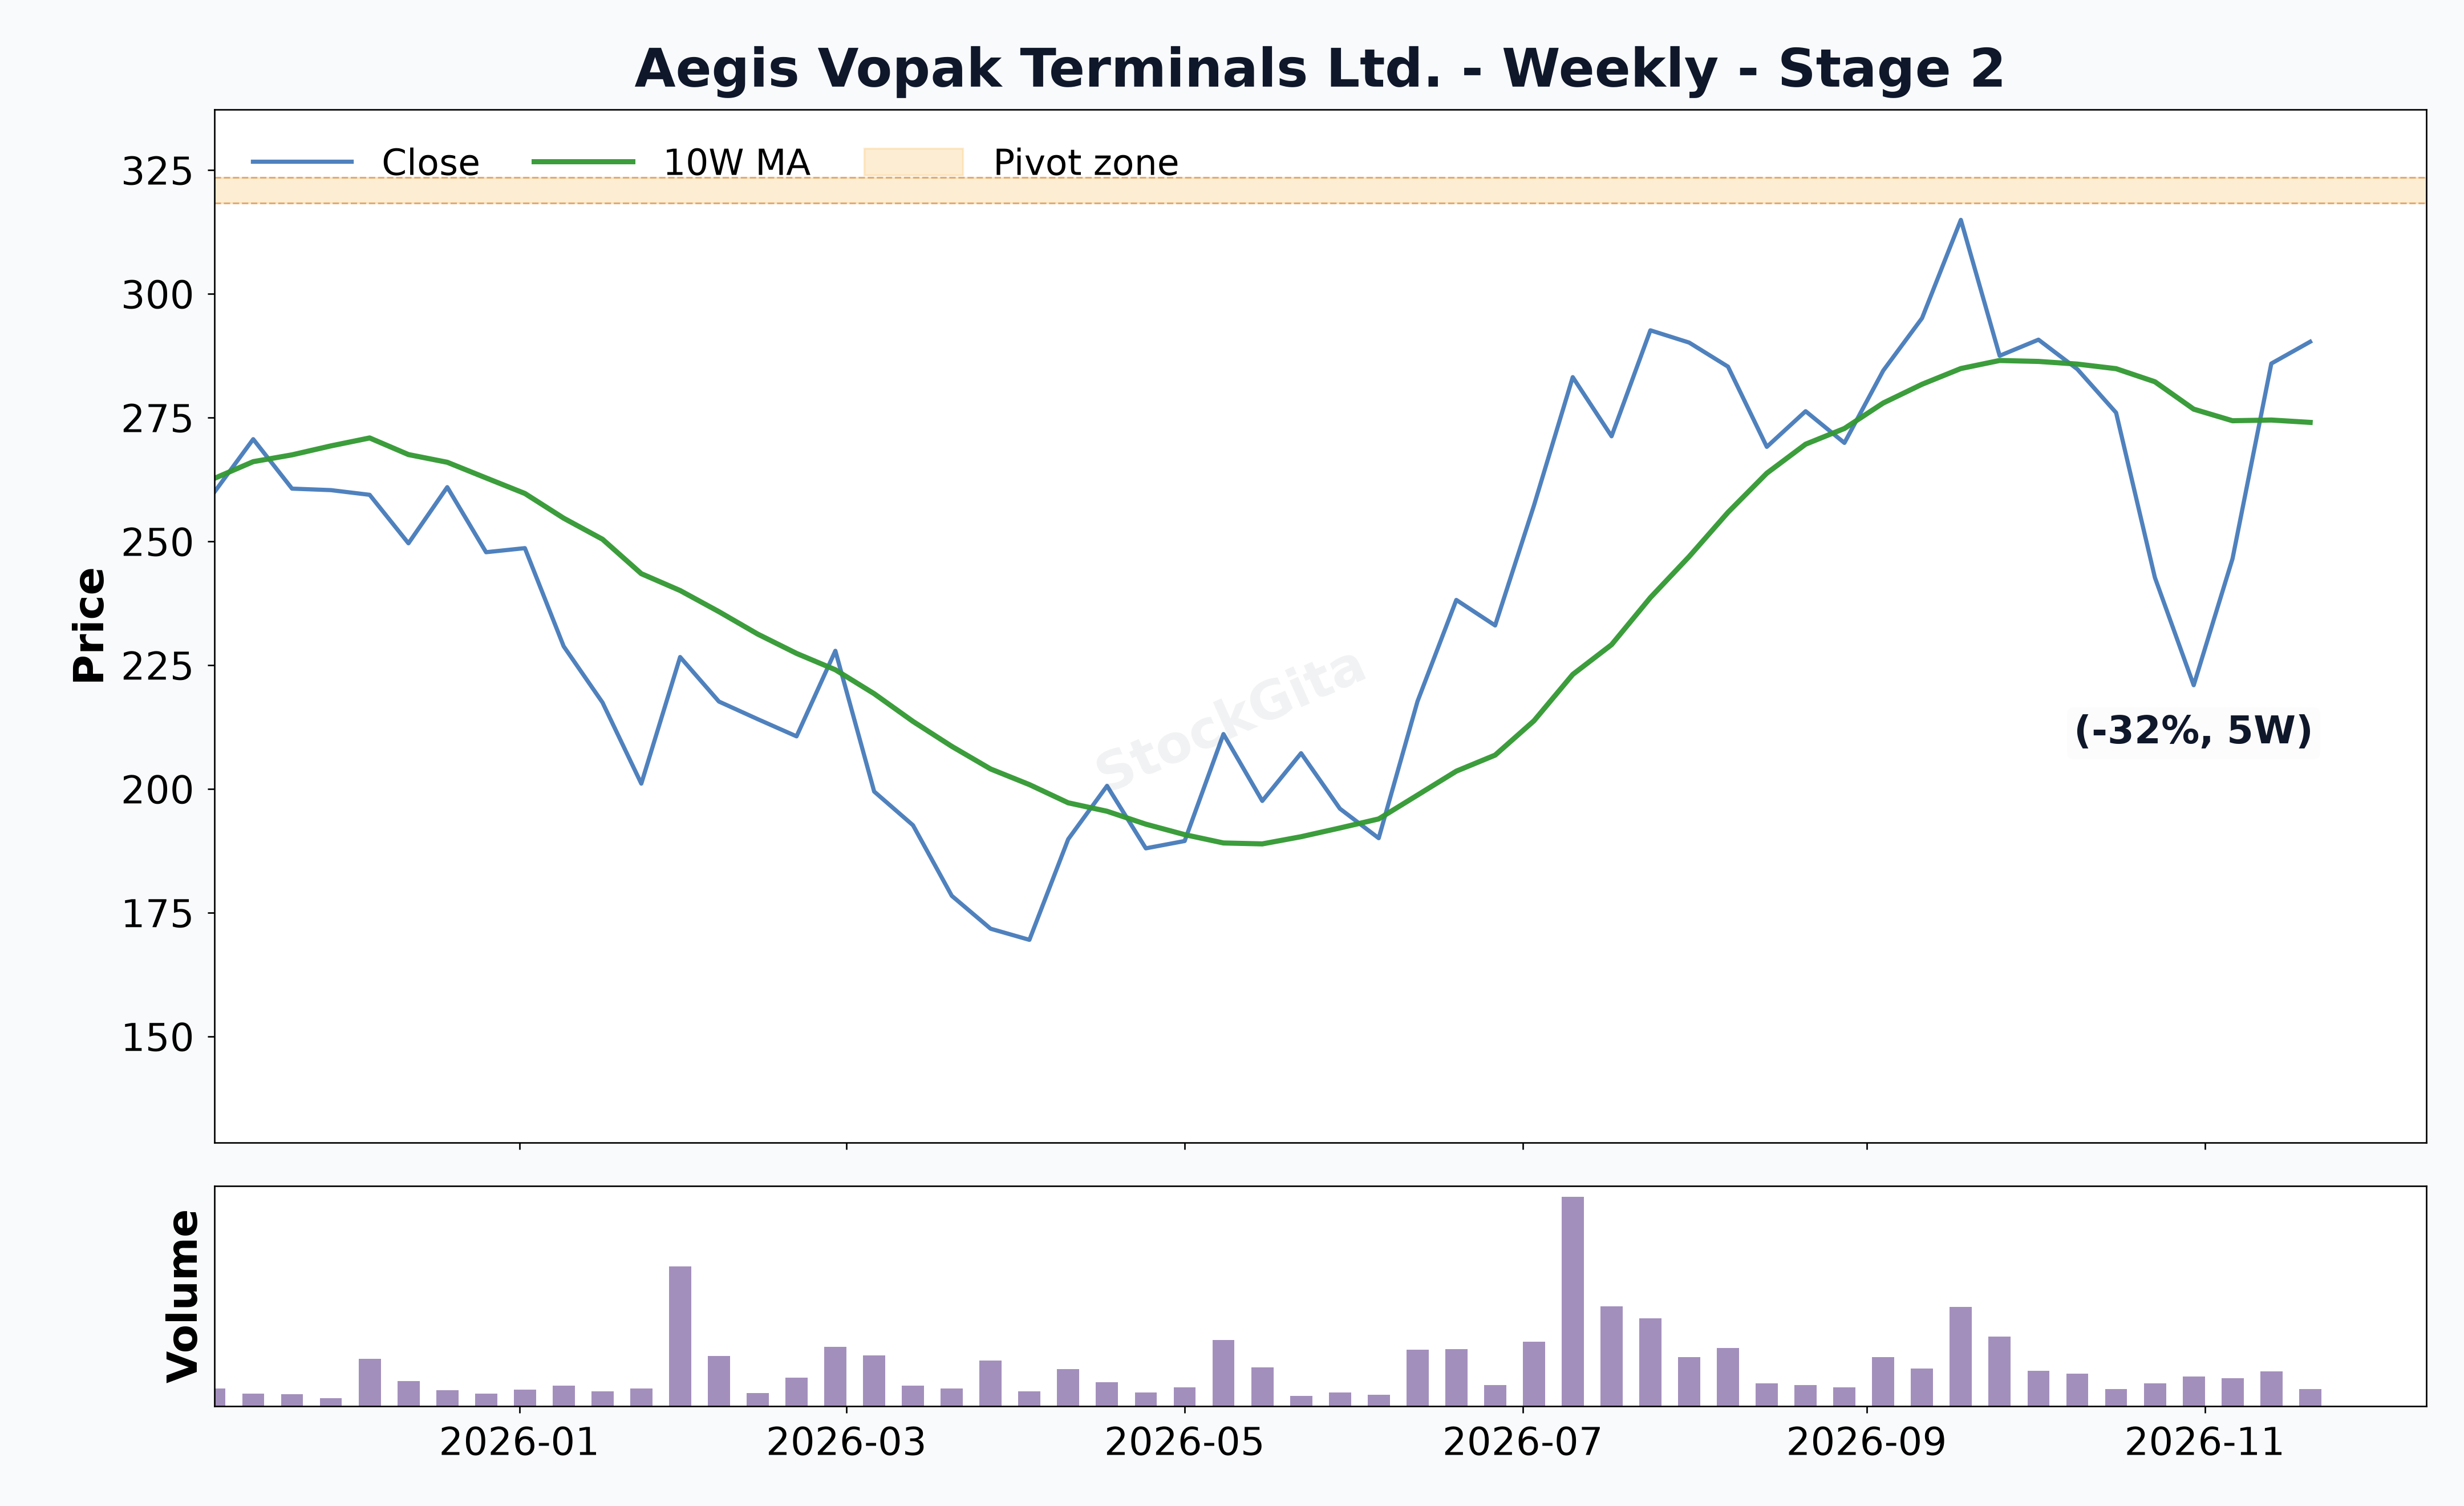 Aegis Vopak Terminals Ltd. - Weekly - Stage 2
Close 10W MA Pivot zone
325
300
275
250
225
200
175
150
Price
StockGita
(-32%, 5W)
Volume
2026-01 2026-03 2026-05 2026-07 2026-09 2026-11